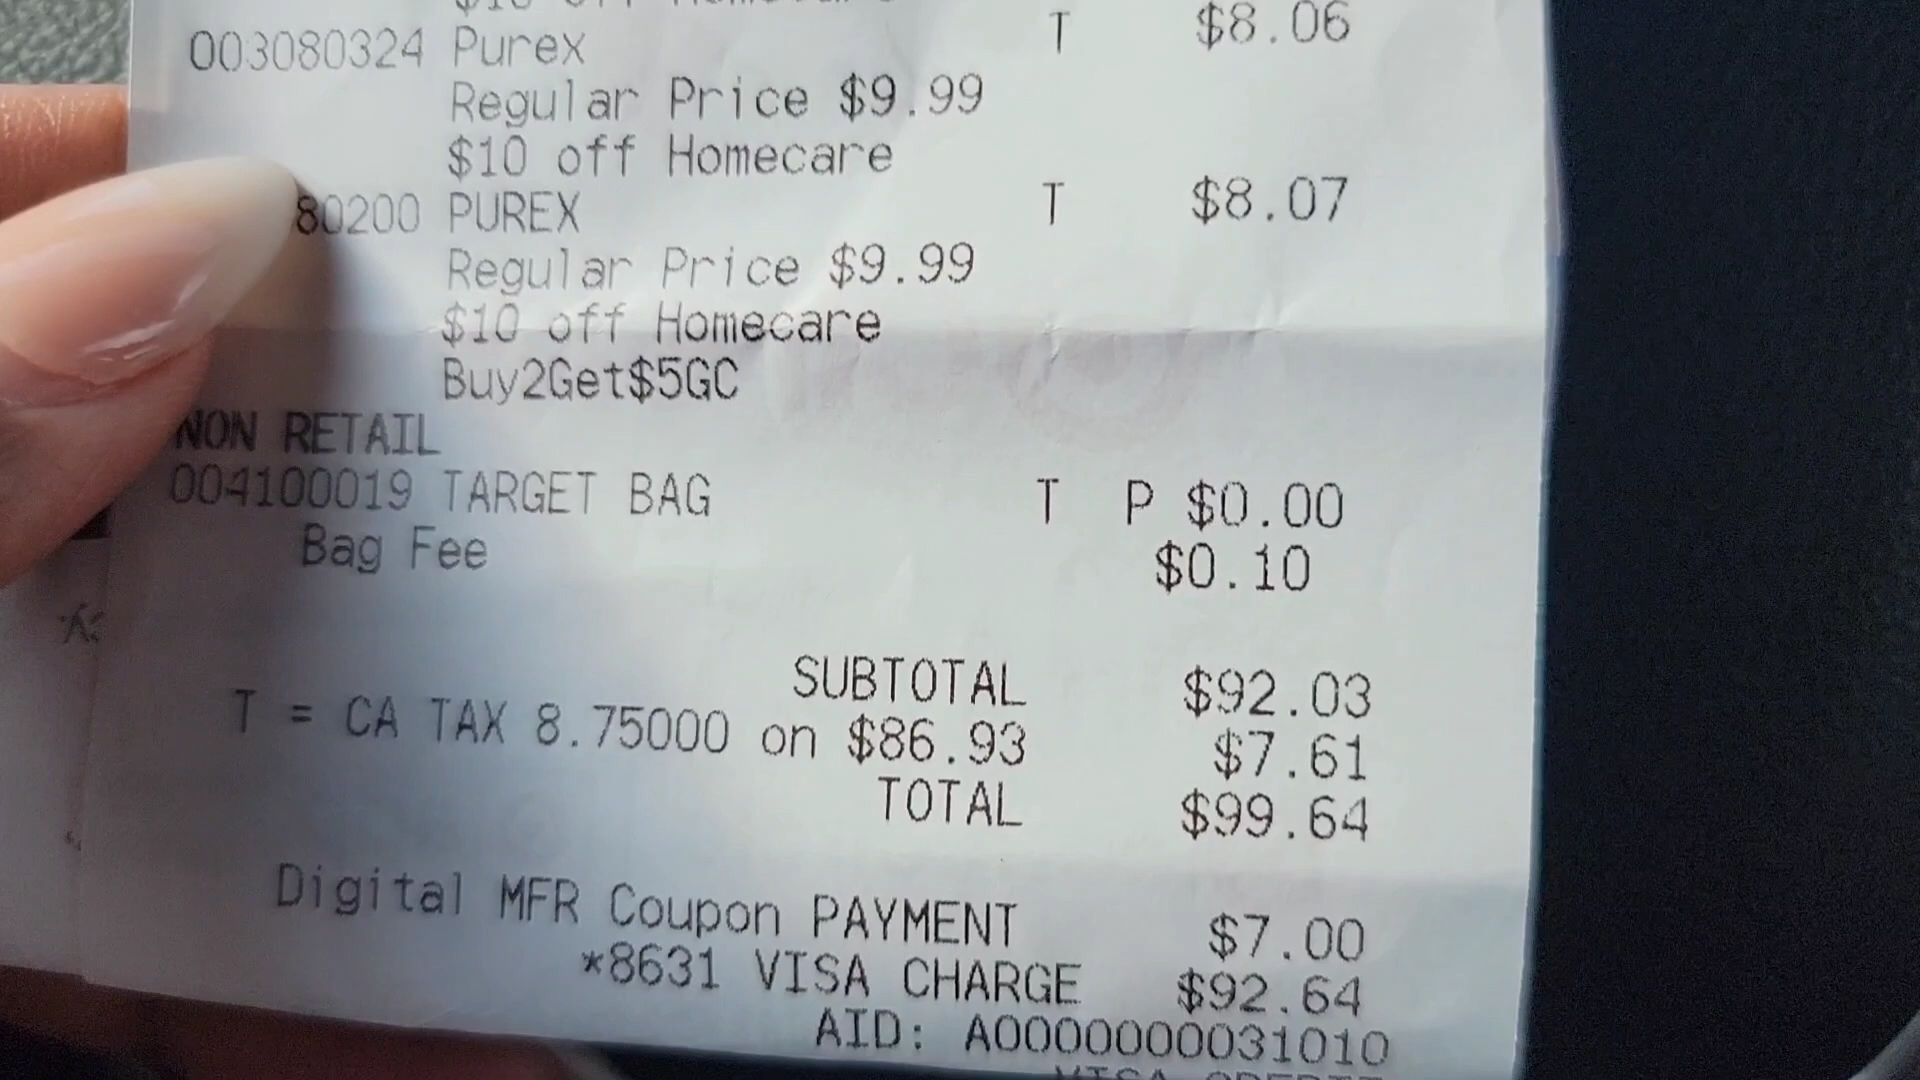 $10 off Homecare
003080324 Purex T $8.06
Regular Price $9.99
$10 off Homecare
80200 PUREX T $8.07
Regular Price $9.99
$10 off Homecare
Buy2Get$5GC
NON RETAIL
004100019 TARGET BAG T P $0.00
Bag Fee $0.10
SUBTOTAL $92.03
T = CA TAX 8.75000 on $86.93 $7.61
TOTAL $99.64
Digital MFR Coupon PAYMENT $7.00
*8631 VISA CHARGE $92.64
AID: A0000000031010